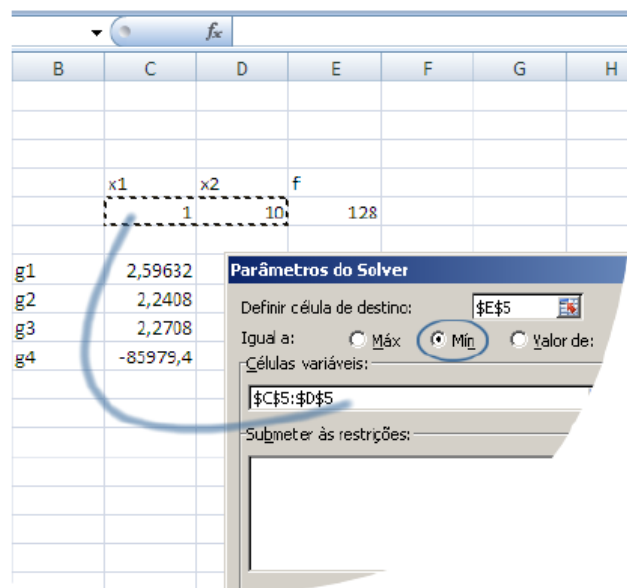 fx
B C D E F G H
x1 x2 f
1 10 128
g1 2,59632
g2 2,2408
g3 2,2708
g4 -85979,4
Parâmetros do Solver
Definir célula de destino: $E$5
Igual a: Máx Mín Valor de:
Células variáveis:
$C$5:$D$5
Submeter às restrições: